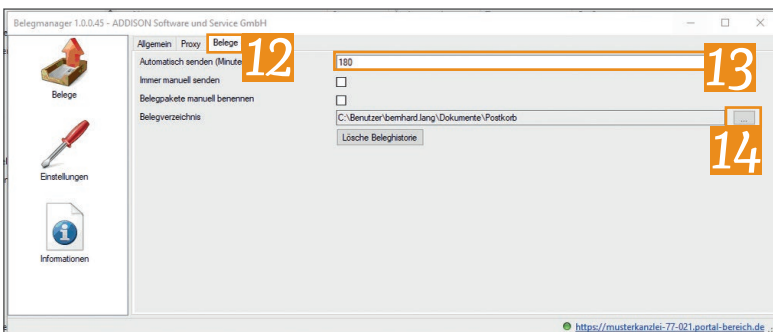 Belegmanager 1.0.0.45 - ADDISON Software und Service GmbH
Allgemein Proxy Belege
12
Automatisch senden (Minute
180
13
Immer manuell senden
Belegpakete manuell benennen
Belegverzeichnis
C:\Benutzer\bernhard.lang\Dokumente\Postkorb
...
14
Lösche Beleghistorie
Belege
Einstellungen
Informationen
https://musterkanzlei-77-021.portal-bereich.de